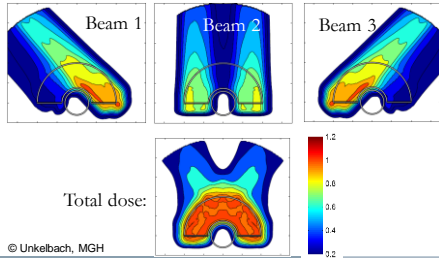 Beam 1
Beam 2
Beam 3
Total dose:
1.2
1
0.8
0.6
0.4
0.2
© Unkelbach, MGH